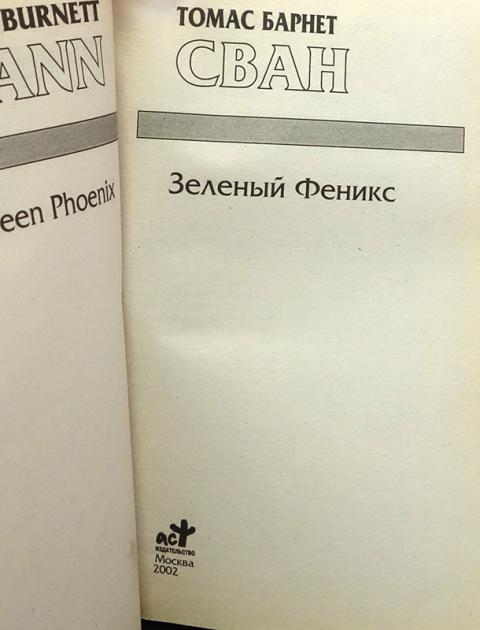 BURNETT
ANN
een Phoenix
ТОМАС БАРНЕТ
СВАН
Зеленый Феникс
аст
ИЗДАТЕЛЬСТВО
Москва
2002